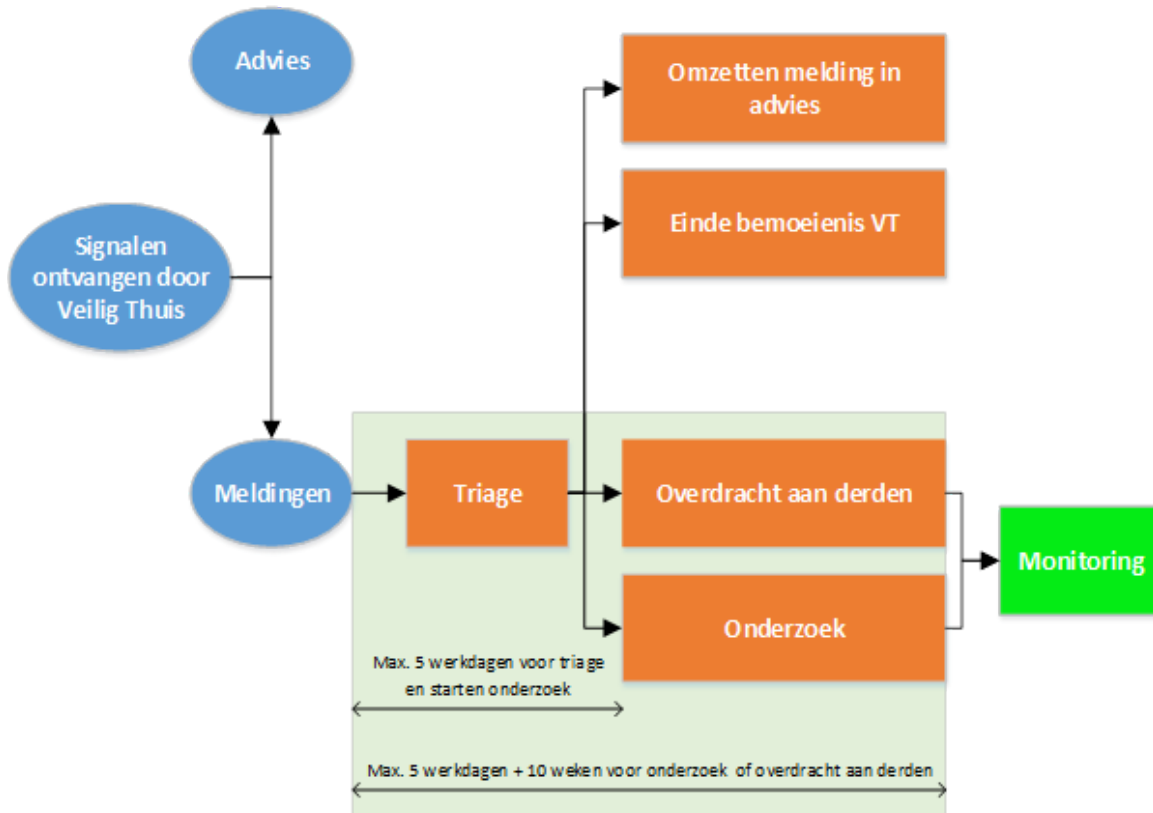 Advies
Omzetten melding in
advies
Einde bemoeienis VT
Signalen
ontvangen door
Veilig Thuis
Meldingen
Triage
Overdracht aan derden
Monitoring
Onderzoek
Max. 5 werkdagen voor triage
en starten onderzoek
Max. 5 werkdagen + 10 weken voor onderzoek of overdracht aan derden